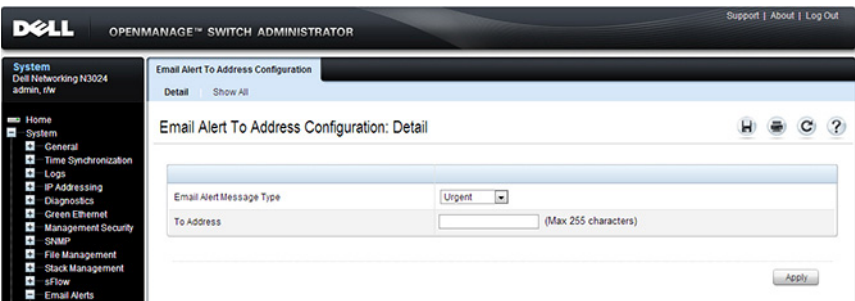 Support | About | Log Out
DELL OPENMANAGE™ SWITCH ADMINISTRATOR
System
Dell Networking N3024
admin, r/w
Home
System
General
Time Synchronization
Logs
IP Addressing
Diagnostics
Green Ethernet
Management Security
SNMP
File Management
Stack Management
sFlow
Email Alerts
Email Alert To Address Configuration
Detail Show All
Email Alert To Address Configuration: Detail
Email Alert Message Type Urgent
To Address (Max 255 characters)
Apply